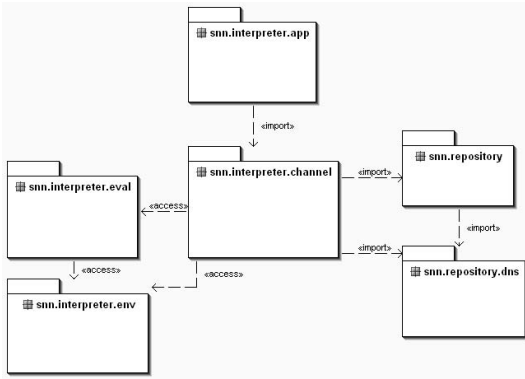 snn.interpreter.app
«import»
snn.interpreter.channel
«import»
snn.repository
snn.interpreter.eval
«access»
«import»
«import»
«access»
«access»
snn.repository.dns
snn.interpreter.env